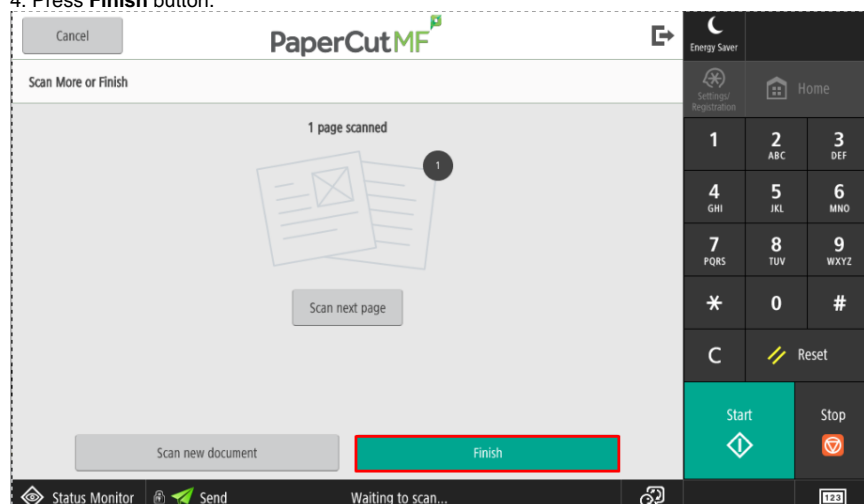 4. Press Finish button.
Cancel
PaperCutMF
Energy Saver
Scan More or Finish
Settings/
Registration
Home
1 page scanned
1
1
2
ABC
3
DEF
4
GHI
5
JKL
6
MNO
7
PQRS
8
TUV
9
WXYZ
Scan next page
*
0
#
C
Reset
Start
Stop
Scan new document
Finish
Status Monitor
Send
Waiting to scan...
123